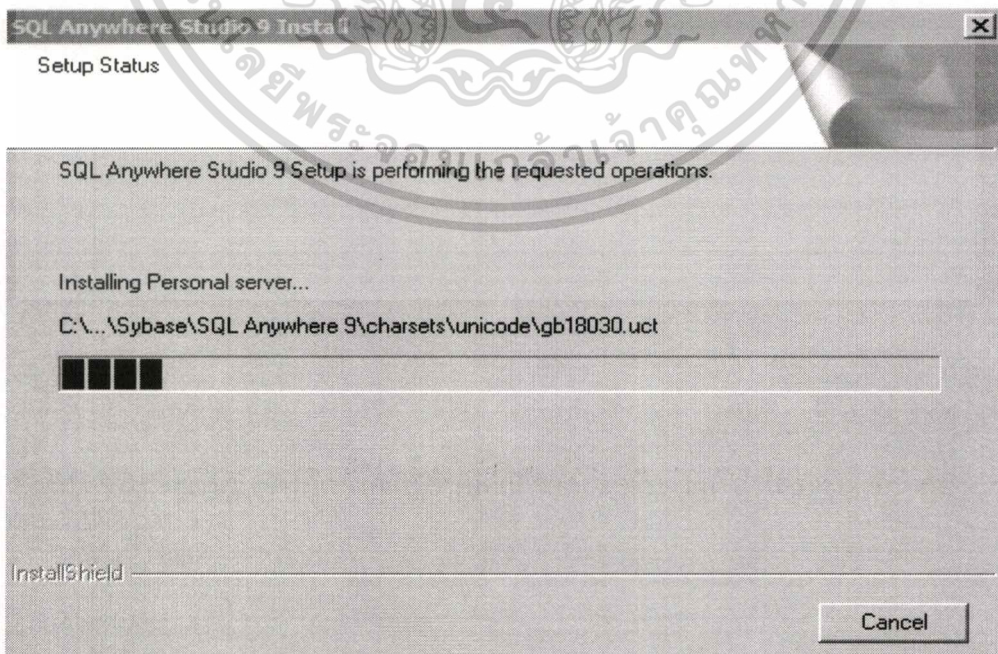 SQL Anywhere Studio 9 Install
Setup Status
SQL Anywhere Studio 9 Setup is performing the requested operations.
Installing Personal server...
C:\...\Sybase\SQL Anywhere 9\charsets\unicode\gb18030.uct
InstallShield
Cancel